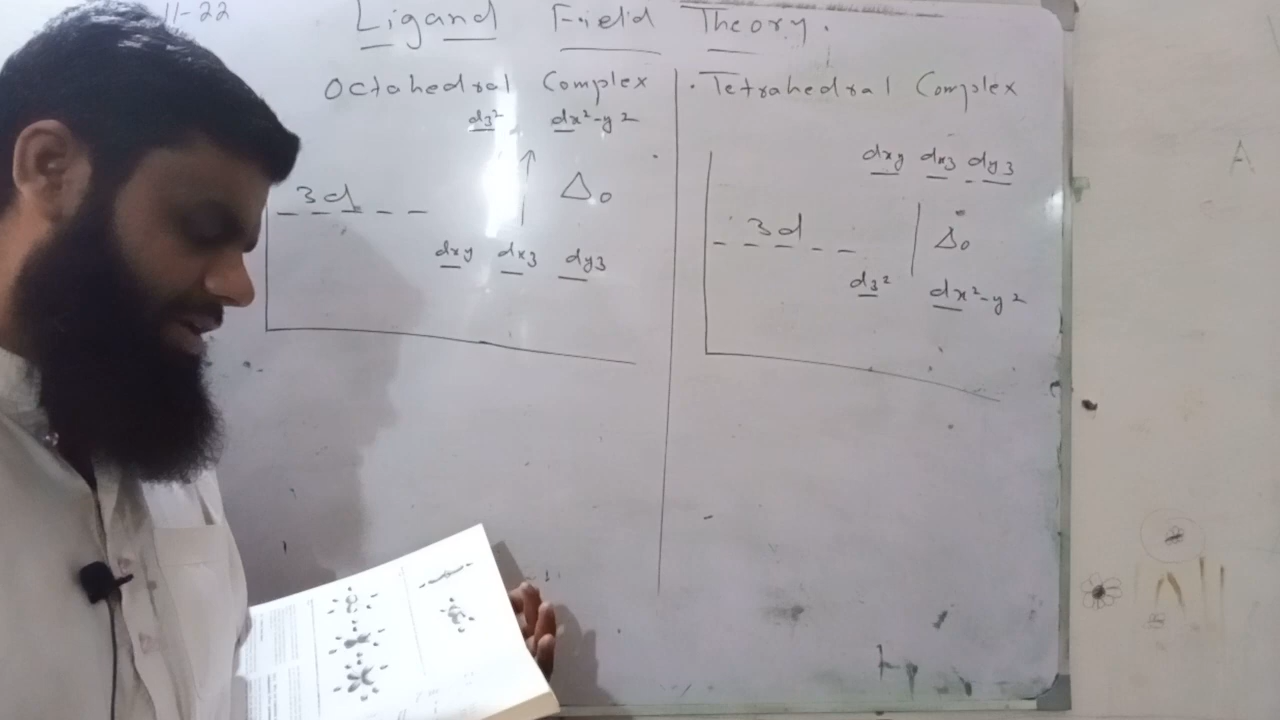 11-22
Ligand Field Theory.
Octahedral Complex
dz² dx²-y²
3d
Δo
dxy dxz dyz
. Tetrahedral Complex
dxy dxz dyz
3d
Δo
dz² dx²-y²
A